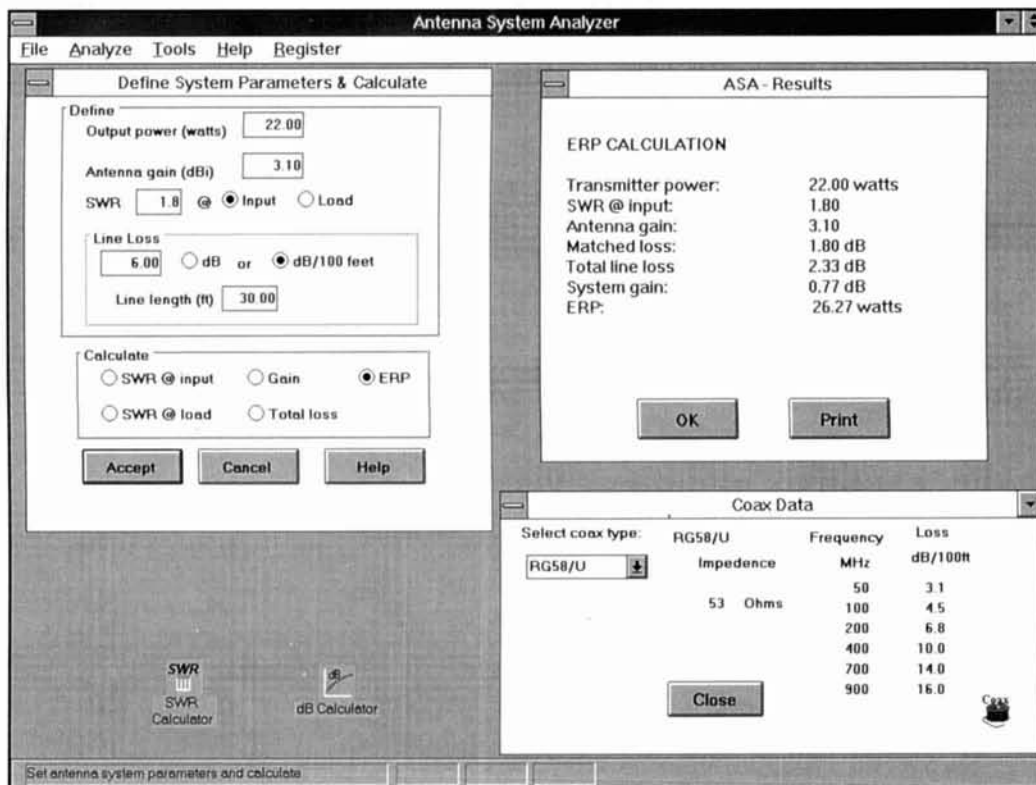 Antenna System Analyzer
File Analyze Tools Help Register
Define System Parameters & Calculate
Define
Output power (watts) 22.00
Antenna gain (dBi) 3.10
SWR 1.8 @ Input Load
Line Loss
6.00 dB or dB/100 feet
Line length (ft) 30.00
Calculate
SWR @ input Gain ERP
SWR @ load Total loss
Accept Cancel Help
ASA - Results
ERP CALCULATION
Transmitter power: 22.00 watts
SWR @ input: 1.80
Antenna gain: 3.10
Matched loss: 1.80 dB
Total line loss 2.33 dB
System gain: 0.77 dB
ERP: 26.27 watts
OK Print
Coax Data
Select coax type: RG58/U Frequency Loss
RG58/U Impedence MHz dB/100ft
53 Ohms
50 3.1
100 4.5
200 6.8
400 10.0
700 14.0
900 16.0
Close
Coax
SWR
SWR
Calculator
dB
dB Calculator
Set antenna system parameters and calculate